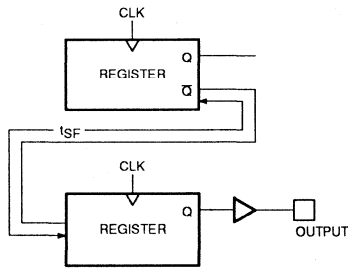 CLK
Q
REGISTER
Q
tSF
CLK
REGISTER
Q
OUTPUT